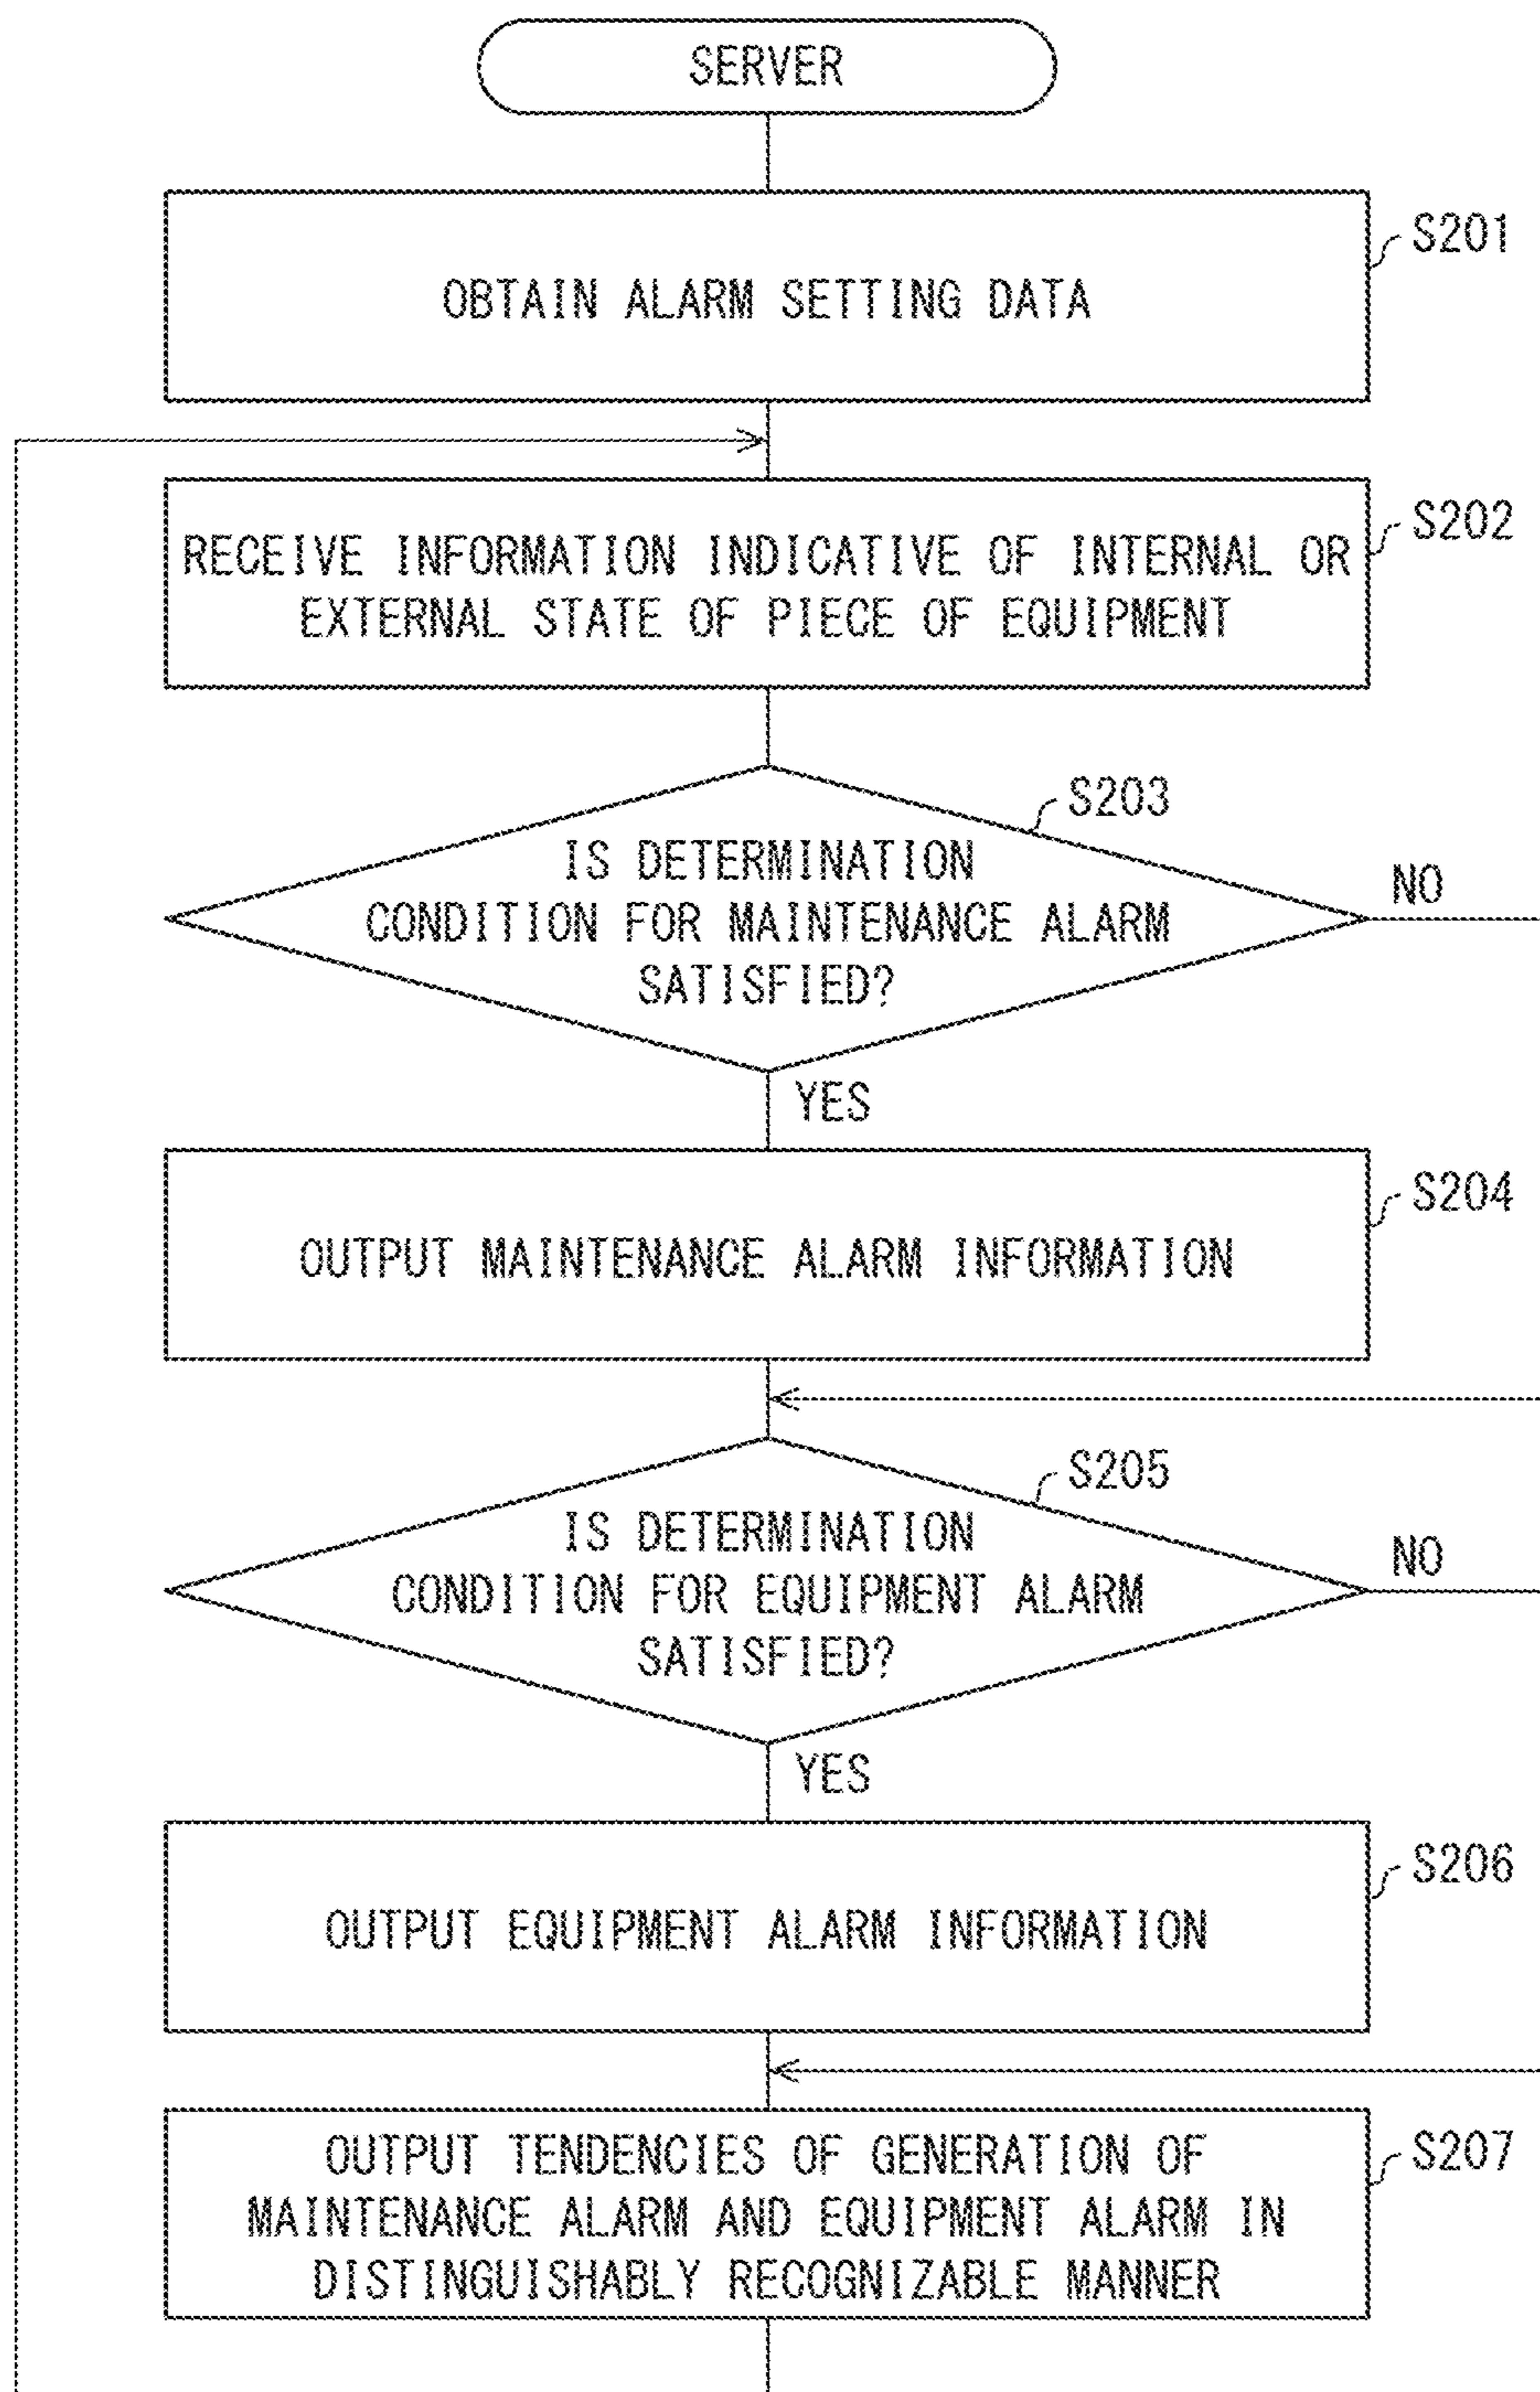 SERVER
S201
OBTAIN ALARM SETTING DATA
S202
RECEIVE INFORMATION INDICATIVE OF INTERNAL OR
EXTERNAL STATE OF PIECE OF EQUIPMENT
S203
IS DETERMINATION
CONDITION FOR MAINTENANCE ALARM
SATISFIED?
NO
YES
S204
OUTPUT MAINTENANCE ALARM INFORMATION
S205
IS DETERMINATION
CONDITION FOR EQUIPMENT ALARM
SATISFIED?
NO
YES
S206
OUTPUT EQUIPMENT ALARM INFORMATION
S207
OUTPUT TENDENCIES OF GENERATION OF
MAINTENANCE ALARM AND EQUIPMENT ALARM IN
DISTINGUISHABLY RECOGNIZABLE MANNER